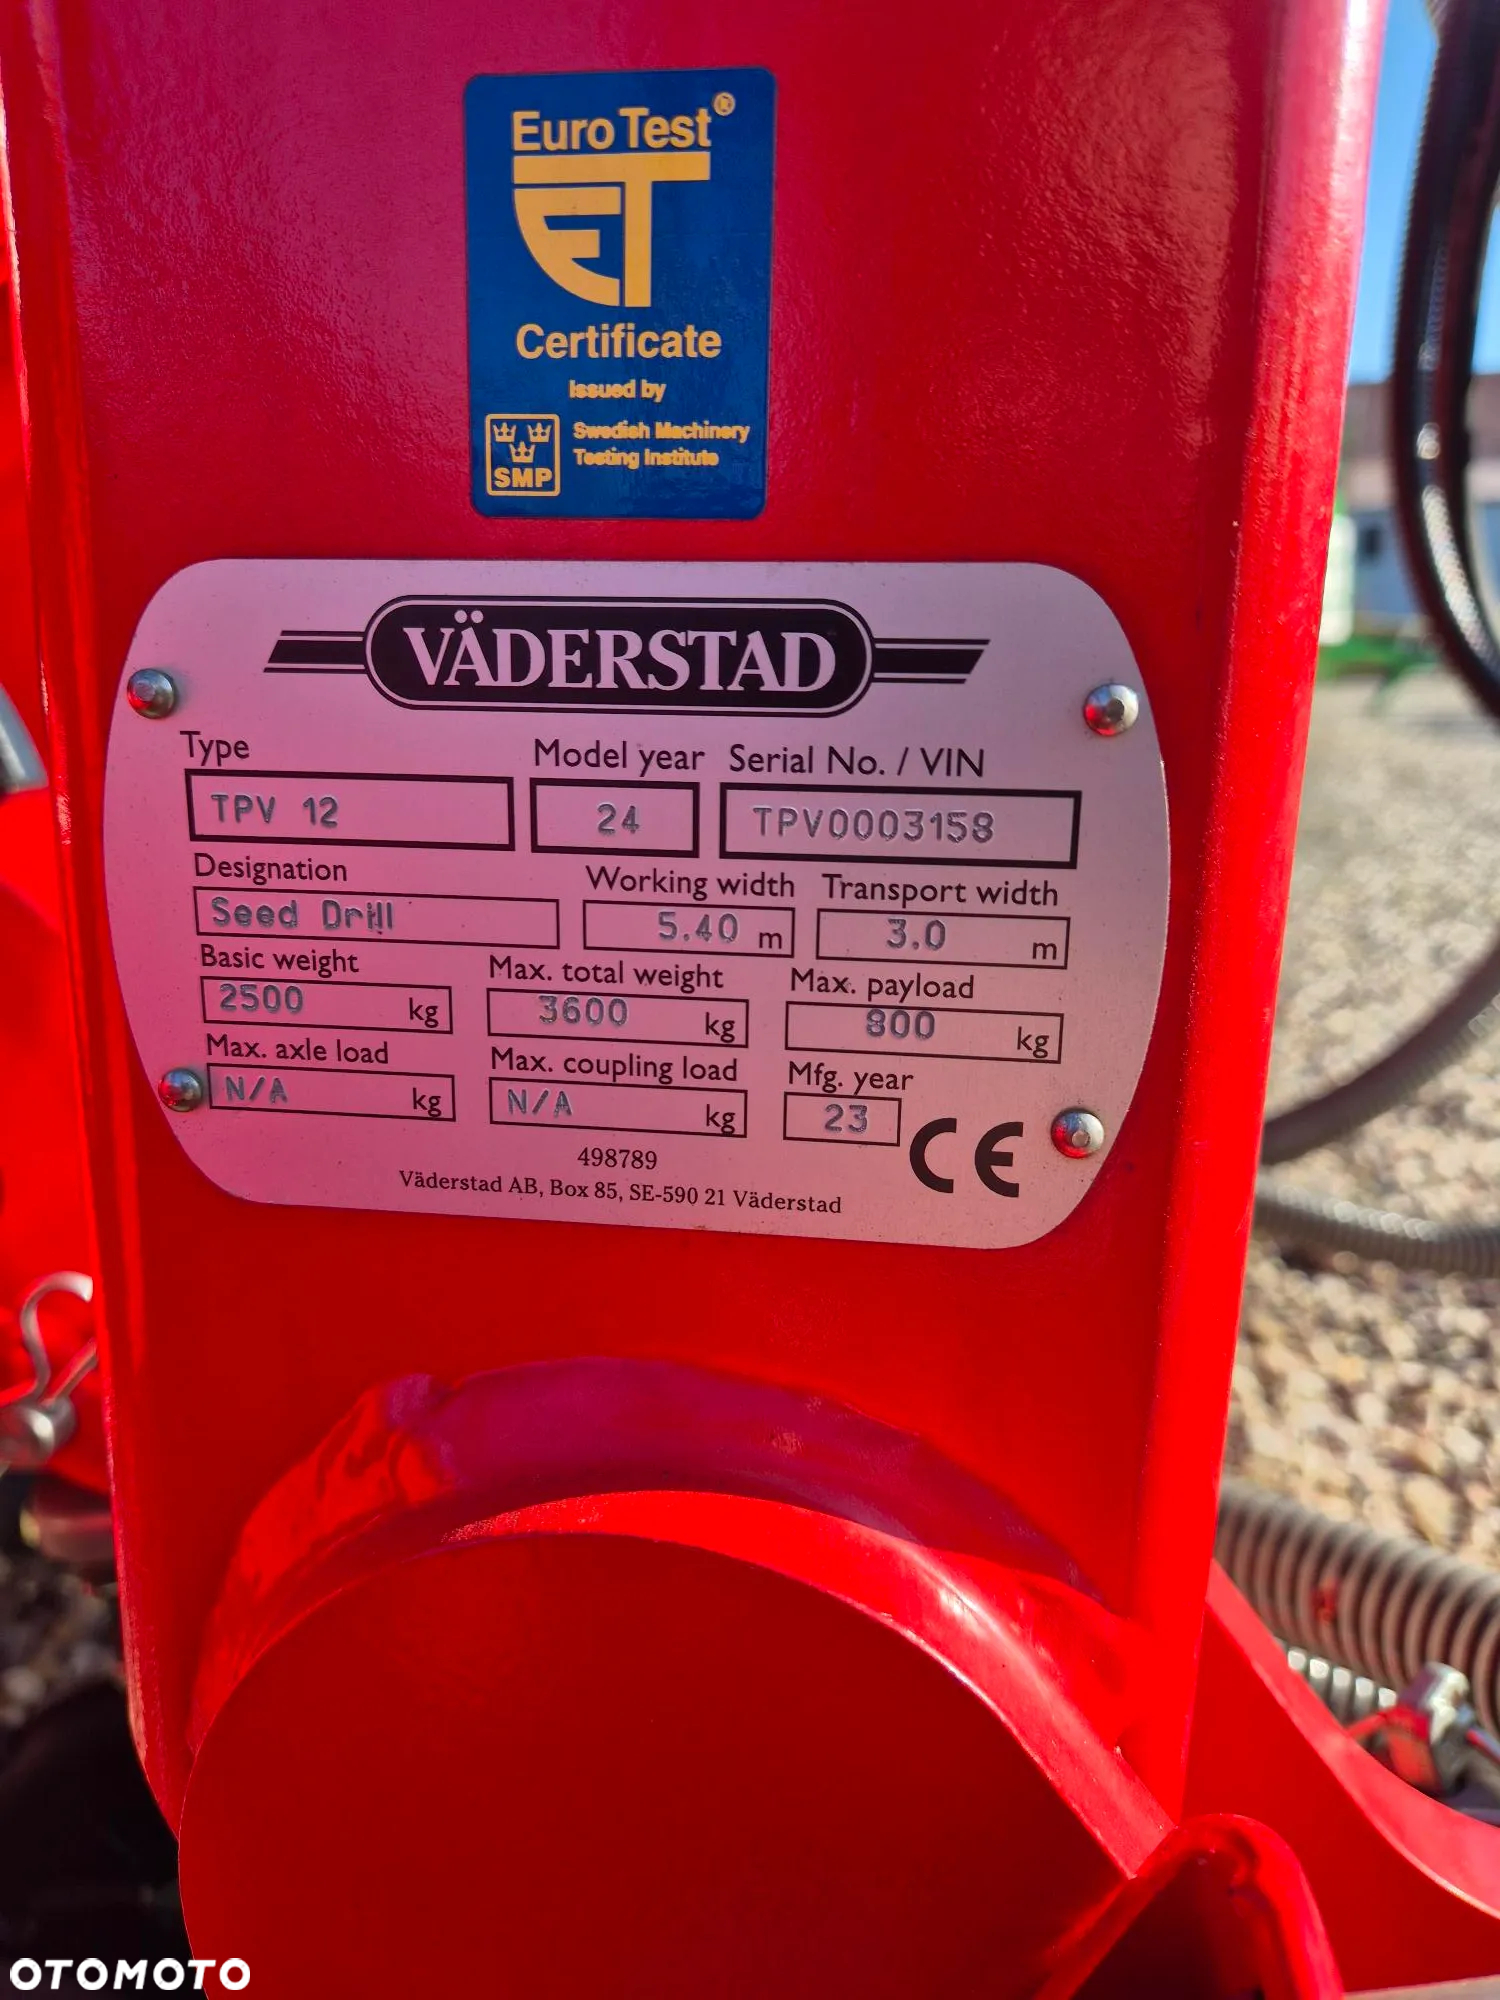 Euro Test®
ET
Certificate
Issued by
Swedish Machinery
Testing Institute
SMP
VÄDERSTAD
Type Model year Serial No. / VIN
TPV 12 24 TPV0003158
Designation Working width Transport width
Seed Drill 5.40 m 3.0 m
Basic weight Max. total weight Max. payload
2500 kg 3600 kg 800 kg
Max. axle load Max. coupling load Mfg. year
N/A kg N/A kg 23 CE
498789
Väderstad AB, Box 85, SE-590 21 Väderstad
OTOMOTO